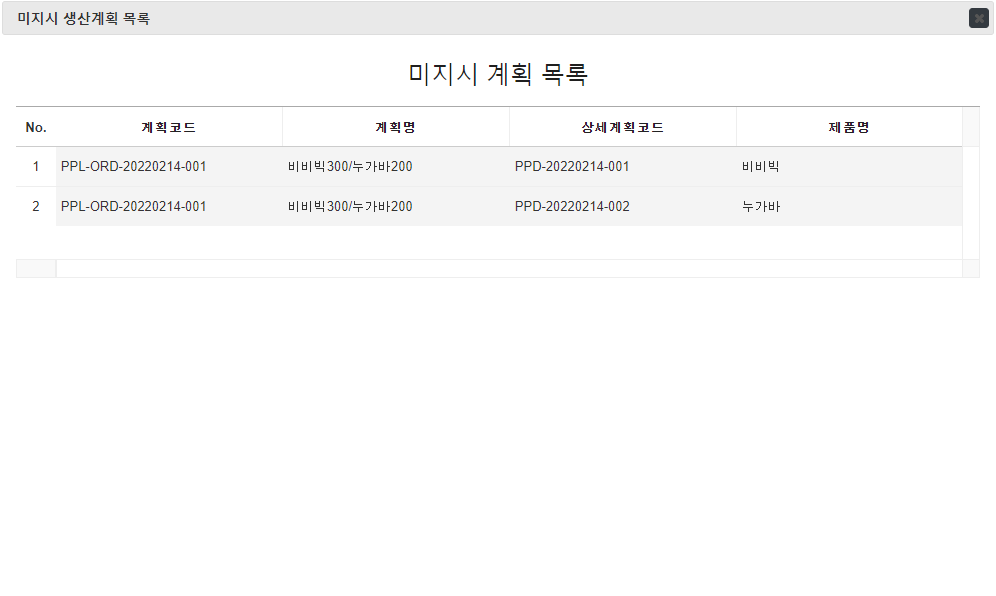 미지시 생산계획 목록
미지시 계획 목록
No. 계획코드 계획명 상세계획코드 제품명
1 PPL-ORD-20220214-001 비비빅300/누가바200 PPD-20220214-001 비비빅
2 PPL-ORD-20220214-001 비비빅300/누가바200 PPD-20220214-002 누가바